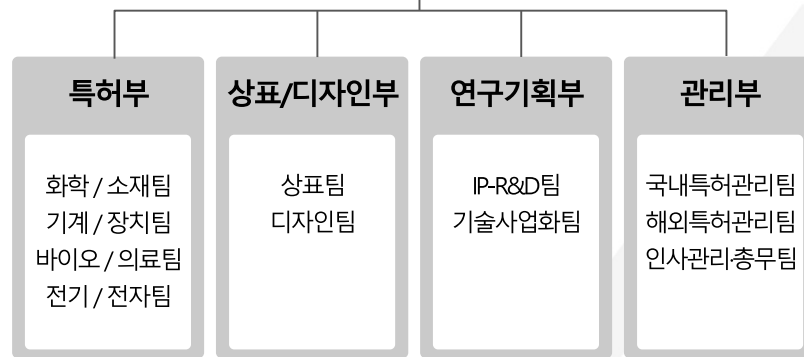 특허부
화학 / 소재팀
기계 / 장치팀
바이오 / 의료팀
전기 / 전자팀
상표/디자인부
상표팀
디자인팀
연구기획부
IP-R&D팀
기술사업화팀
관리부
국내특허관리팀
해외특허관리팀
인사관리·총무팀